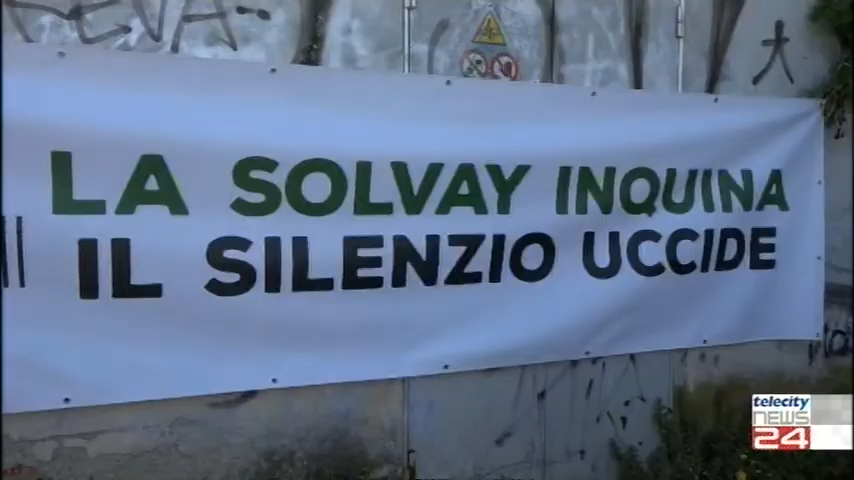 LA SOLVAY INQUINA
IL SILENZIO UCCIDE
telecity
NEWS
24